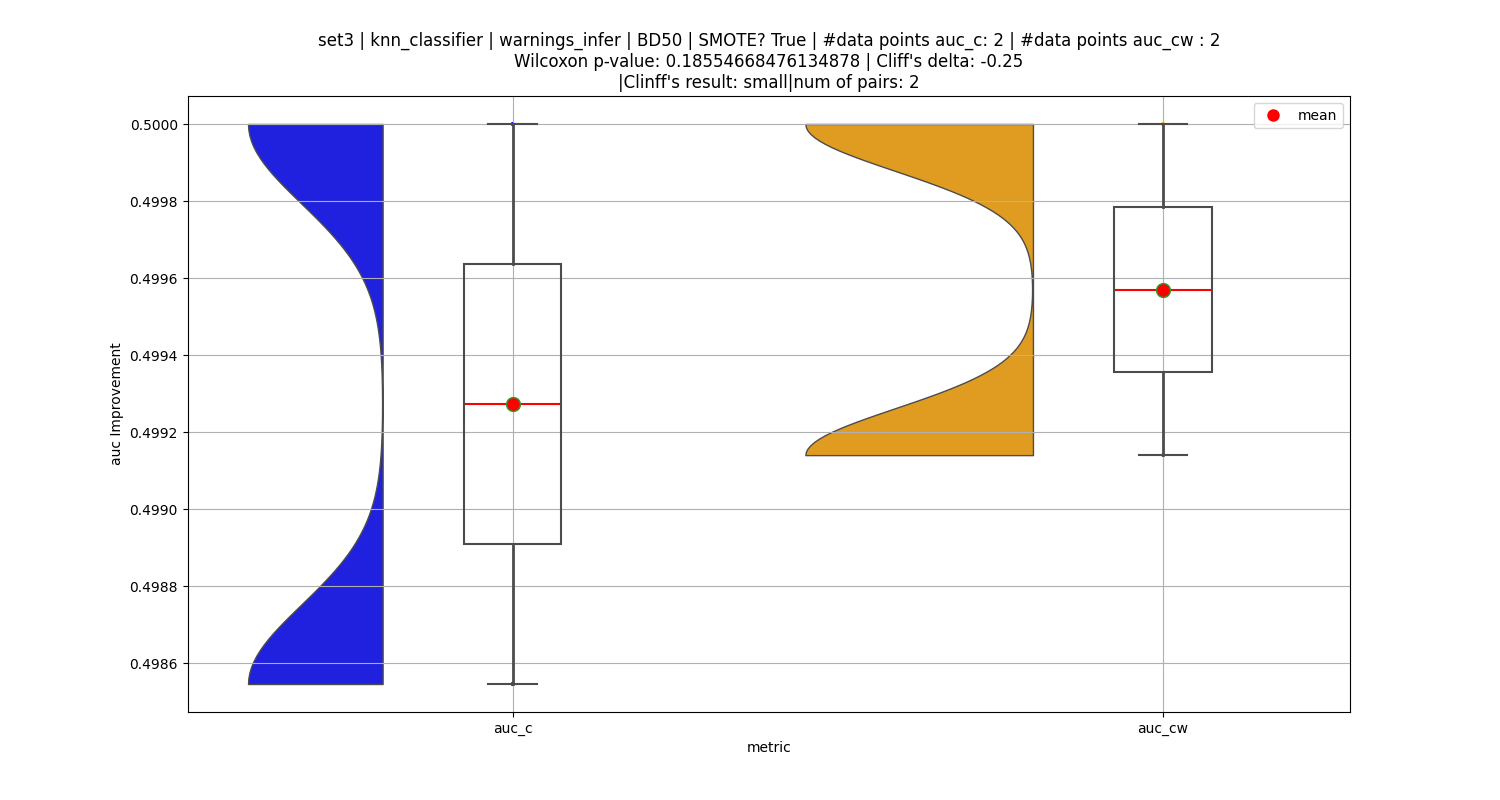 set3 | knn_classifier | warnings_infer | BD50 | SMOTE? True | #data points auc_c: 2 | #data points auc_cw : 2
Wilcoxon p-value: 0.18554668476134878 | Cliff's delta: -0.25
|Clinff's result: small|num of pairs: 2
mean
0.5000
0.4998
0.4996
0.4994
0.4992
0.4990
0.4988
0.4986
auc Improvement
auc_c
auc_cw
metric